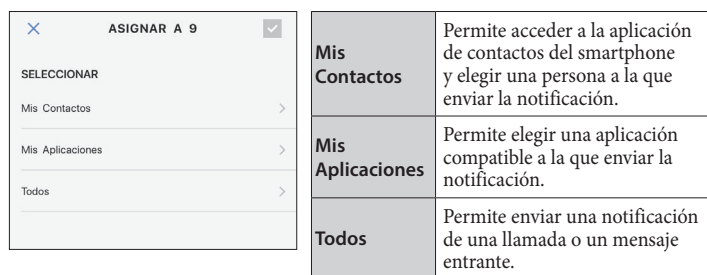 ASIGNAR A 9
SELECCIONAR
Mis Contactos
Mis Aplicaciones
Todos
Mis
Contactos
Permite acceder a la aplicación
de contactos del smartphone
y elegir una persona a la que
enviar la notificación.
Mis
Aplicaciones
Permite elegir una aplicación
compatible a la que enviar la
notificación.
Todos
Permite enviar una notificación
de una llamada o un mensaje
entrante.